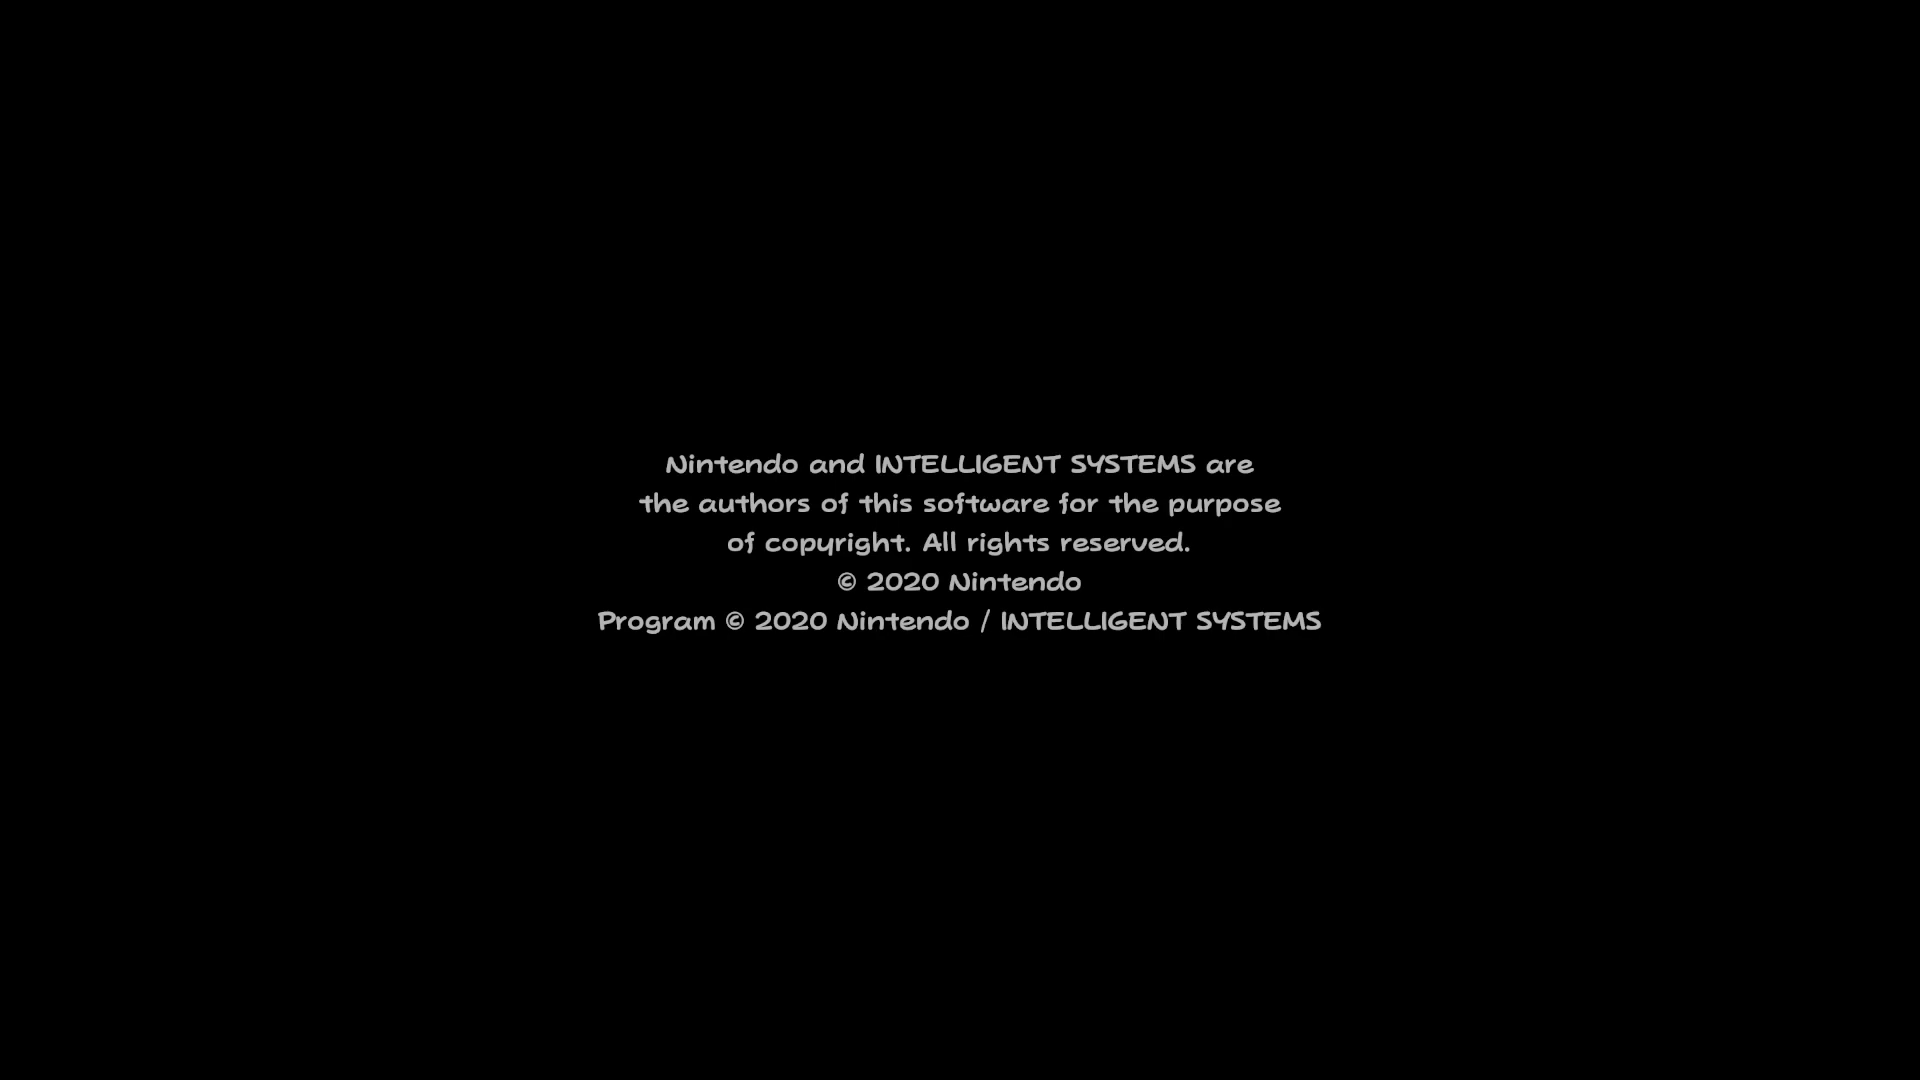 Nintendo and INTELLIGENT SYSTEMS are
the authors of this software for the purpose
of copyright. All rights reserved.
© 2020 Nintendo
Program © 2020 Nintendo / INTELLIGENT SYSTEMS